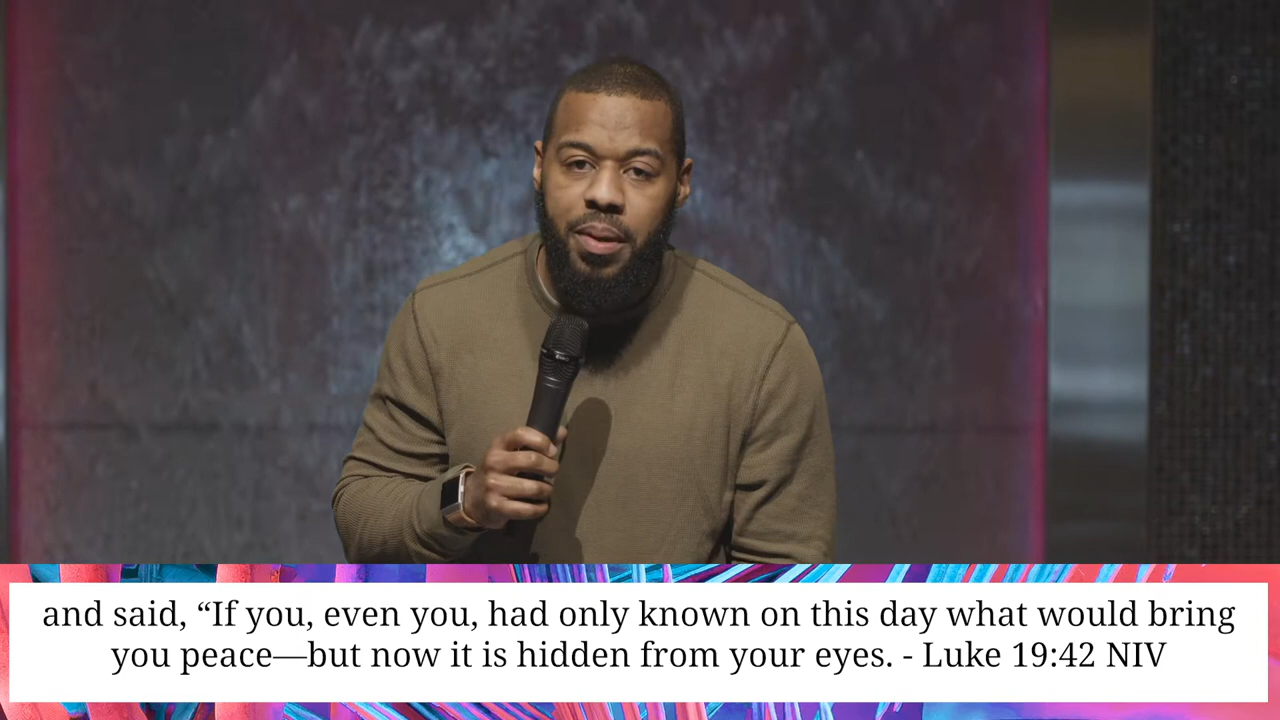 and said, “If you, even you, had only known on this day what would bring
you peace—but now it is hidden from your eyes. - Luke 19:42 NIV